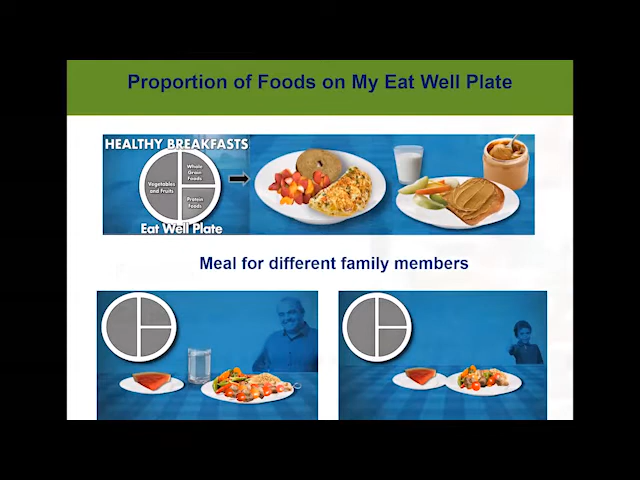 Proportion of Foods on My Eat Well Plate
HEALTHY BREAKFASTS
Vegetables
and Fruits
Whole
Grain
Foods
Protein
Foods
Eat Well Plate
Meal for different family members